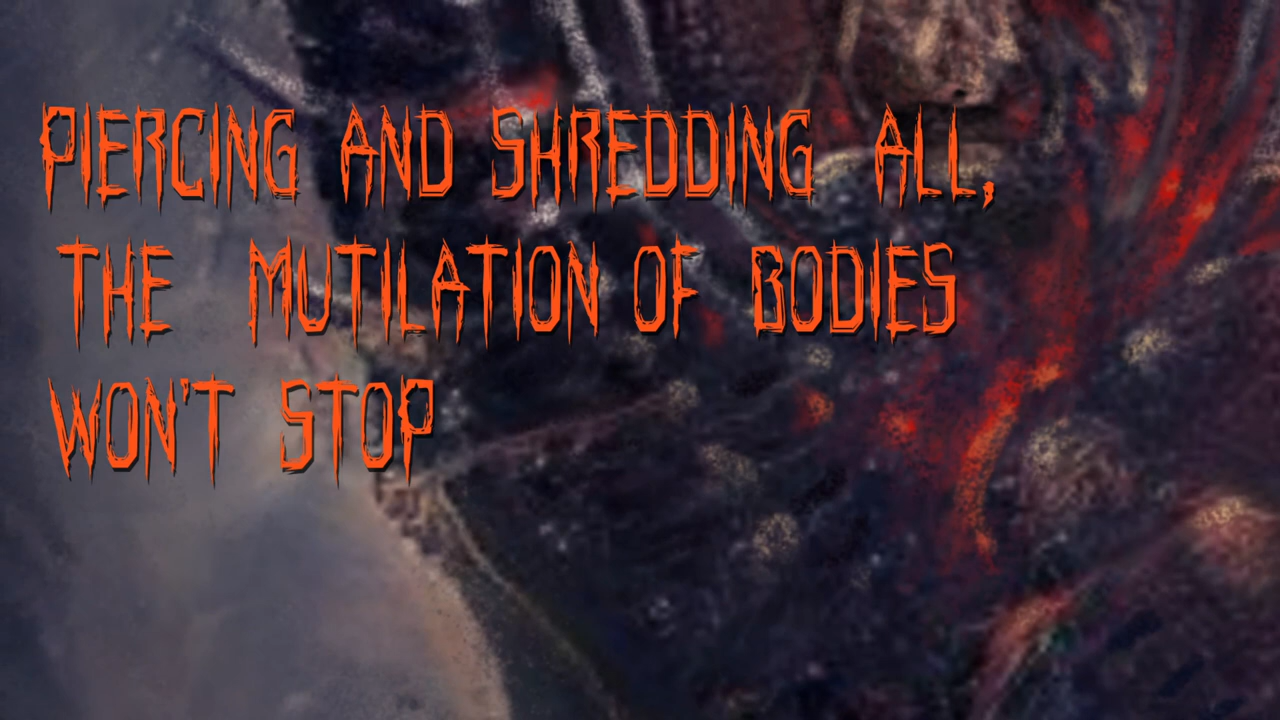 PIERCING AND SHREDDING ALL,
THE MUTILATION OF BODIES
WON'T STOP